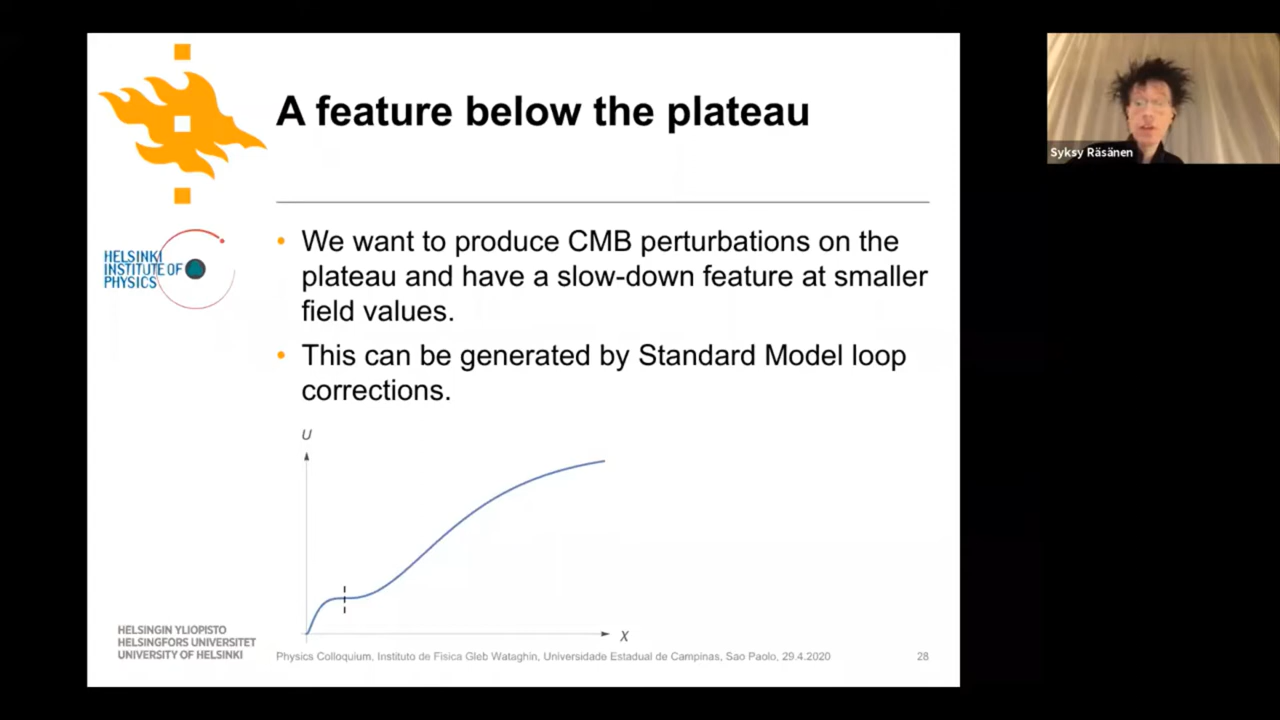 A feature below the plateau
HELSINKI
INSTITUTE OF
PHYSICS
• We want to produce CMB perturbations on the
plateau and have a slow-down feature at smaller
field values.
• This can be generated by Standard Model loop
corrections.
U
χ
HELSINGIN YLIOPISTO
HELSINGFORS UNIVERSITET
UNIVERSITY OF HELSINKI
Physics Colloquium, Instituto de Física Gleb Wataghin, Universidade Estadual de Campinas, Sao Paolo, 29.4.2020
28
Syksy Räsänen